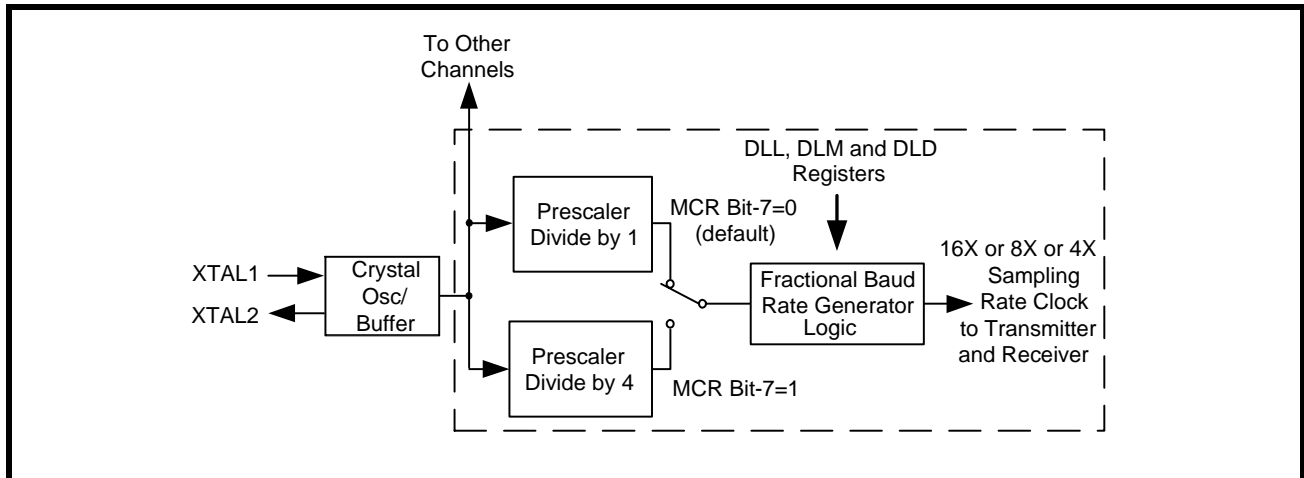 To Other
Channels
DLL, DLM and DLD
Registers
Prescaler
Divide by 1
MCR Bit-7=0
(default)
16X or 8X or 4X
Sampling
Rate Clock
to Transmitter
and Receiver
XTAL1
XTAL2
Crystal
Osc/
Buffer
Fractional Baud
Rate Generator
Logic
Prescaler
Divide by 4
MCR Bit-7=1